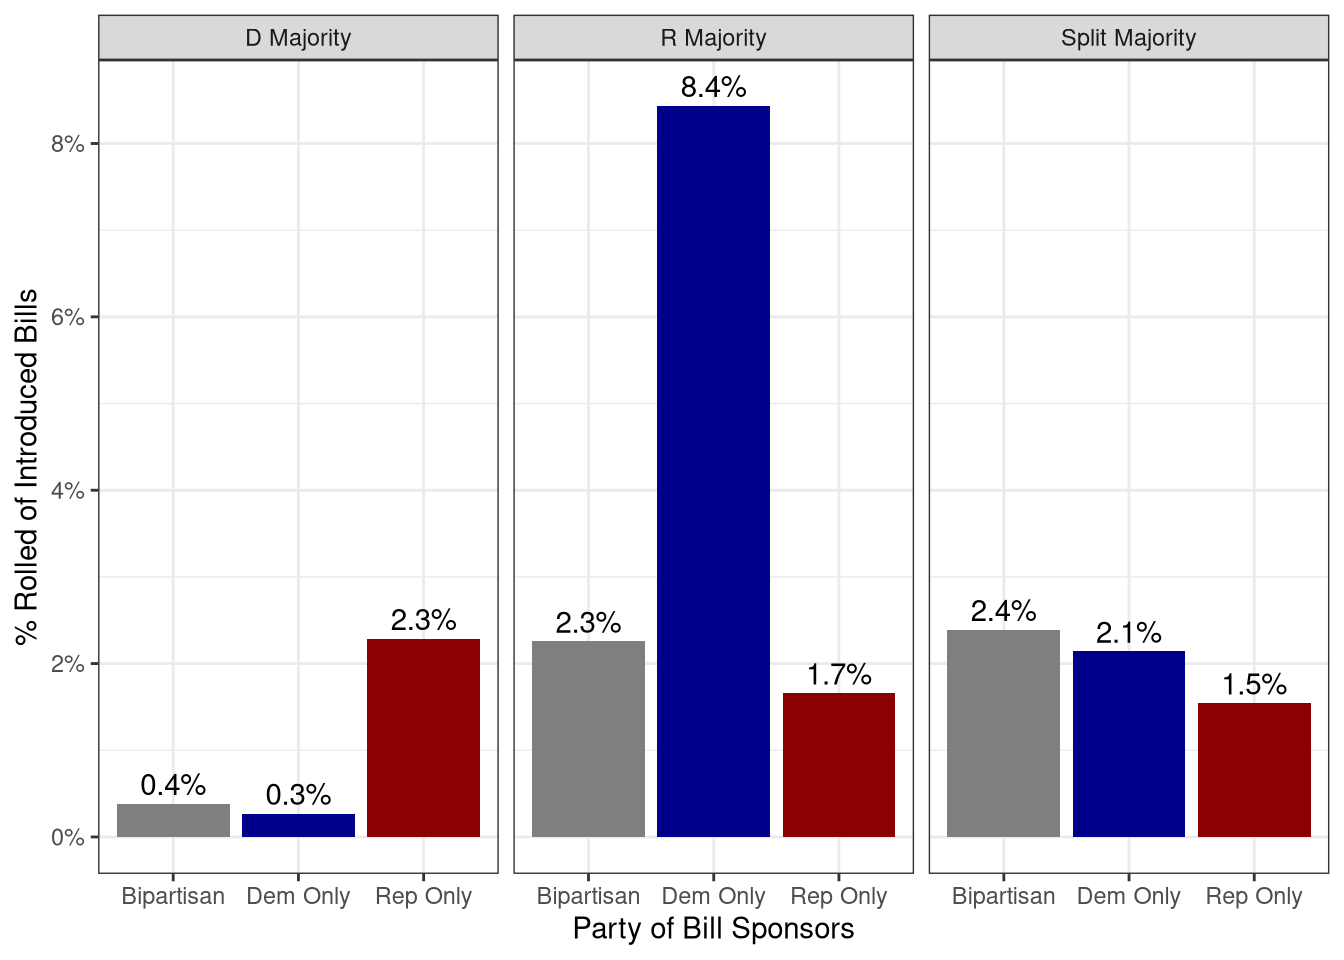 D Majority
R Majority
Split Majority
% Rolled of Introduced Bills
8%
6%
4%
2%
0%
0.4%
0.3%
2.3%
2.3%
8.4%
1.7%
2.4%
2.1%
1.5%
Bipartisan Dem Only Rep Only
Bipartisan Dem Only Rep Only
Bipartisan Dem Only Rep Only
Party of Bill Sponsors